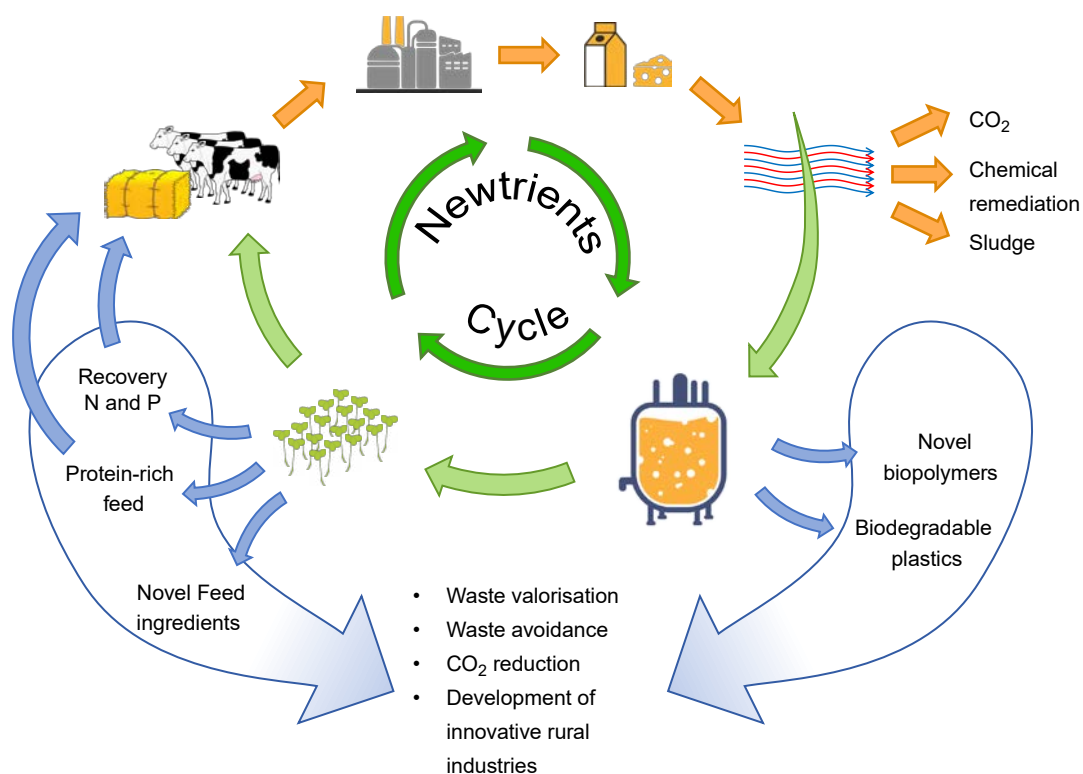 CO₂
Chemical
remediation
Sludge
Newtrients
Cycle
Recovery
N and P
Protein-rich
feed
Novel Feed
ingredients
Novel
biopolymers
Biodegradable
plastics
• Waste valorisation
• Waste avoidance
• CO₂ reduction
• Development of
innovative rural
industries